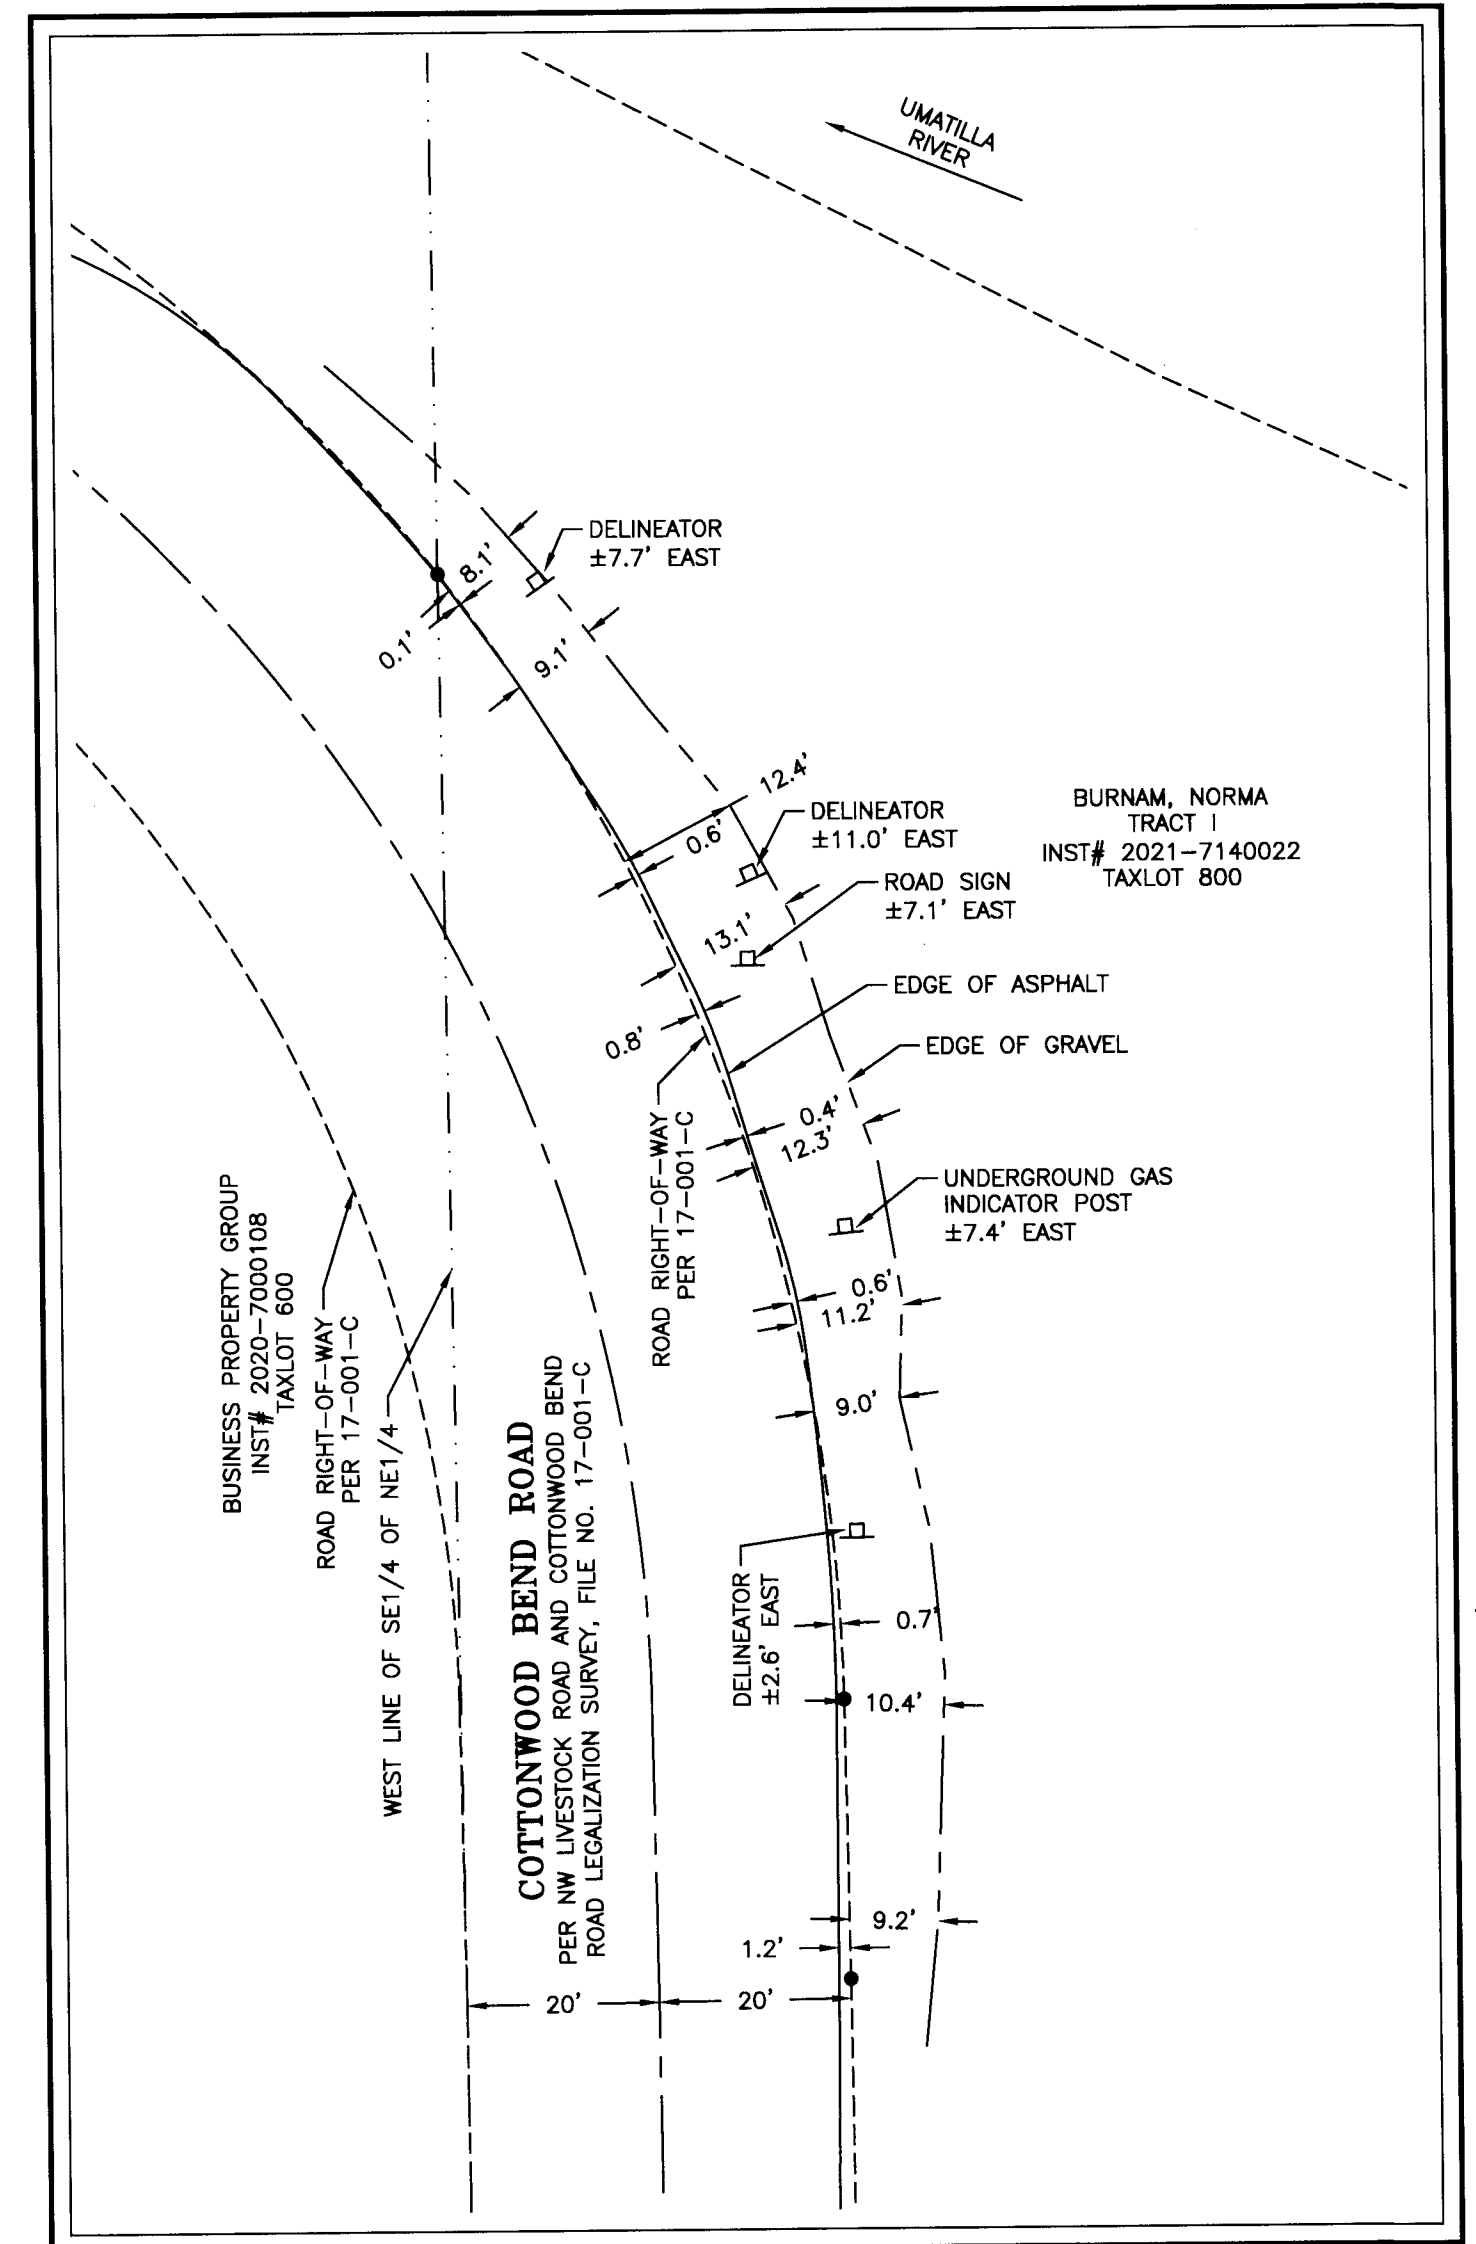 UMATILLA
RIVER
DELINEATOR
±7.7' EAST
8.1'
0.1'
9.1'
12.4'
0.6'
DELINEATOR
±11.0' EAST
BURNAM, NORMA
TRACT I
INST# 2021-7140022
TAXLOT 800
ROAD SIGN
±7.1' EAST
13.1'
EDGE OF ASPHALT
0.8'
EDGE OF GRAVEL
ROAD RIGHT-OF-WAY
PER 17-001-C
0.4'
12.3'
UNDERGROUND GAS
INDICATOR POST
±7.4' EAST
BUSINESS PROPERTY GROUP
INST# 2020-7000108
TAXLOT 600
ROAD RIGHT-OF-WAY
PER 17-001-C
WEST LINE OF SE1/4 OF NE1/4
0.6'
11.2'
9.0'
COTTONWOOD BEND ROAD
PER NW LIVESTOCK ROAD AND COTTONWOOD BEND
ROAD LEGALIZATION SURVEY, FILE NO. 17-001-C
DELINEATOR
±2.6' EAST
0.7'
10.4'
9.2'
1.2'
20'
20'